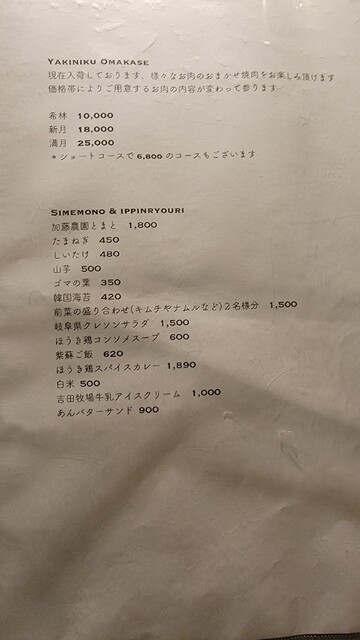 YAKINIKU OMAKASE
現在入荷しております、様々なお肉のおまかせ焼肉をお楽しみ頂けます
価格帯によりご用意するお肉の内容が変わって参ります
希林 10,000
新月 18,000
満月 25,000
*ショートコースで6,800のコースもございます
SIMEMONO & IPPINRYOURI
加藤農園とまと 1,800
たまねぎ 450
しいたけ 480
山芋 500
ゴマの葉 350
韓国海苔 420
前菜の盛り合わせ(キムチやナムルなど)2名様分 1,500
岐阜県クレソンサラダ 1,500
ほうき鶏コンソメスープ 600
紫蘇ご飯 620
ほうき鶏スパイスカレー 1,890
白米 500
吉田牧場牛乳アイスクリーム 1,000
あんバターサンド 900